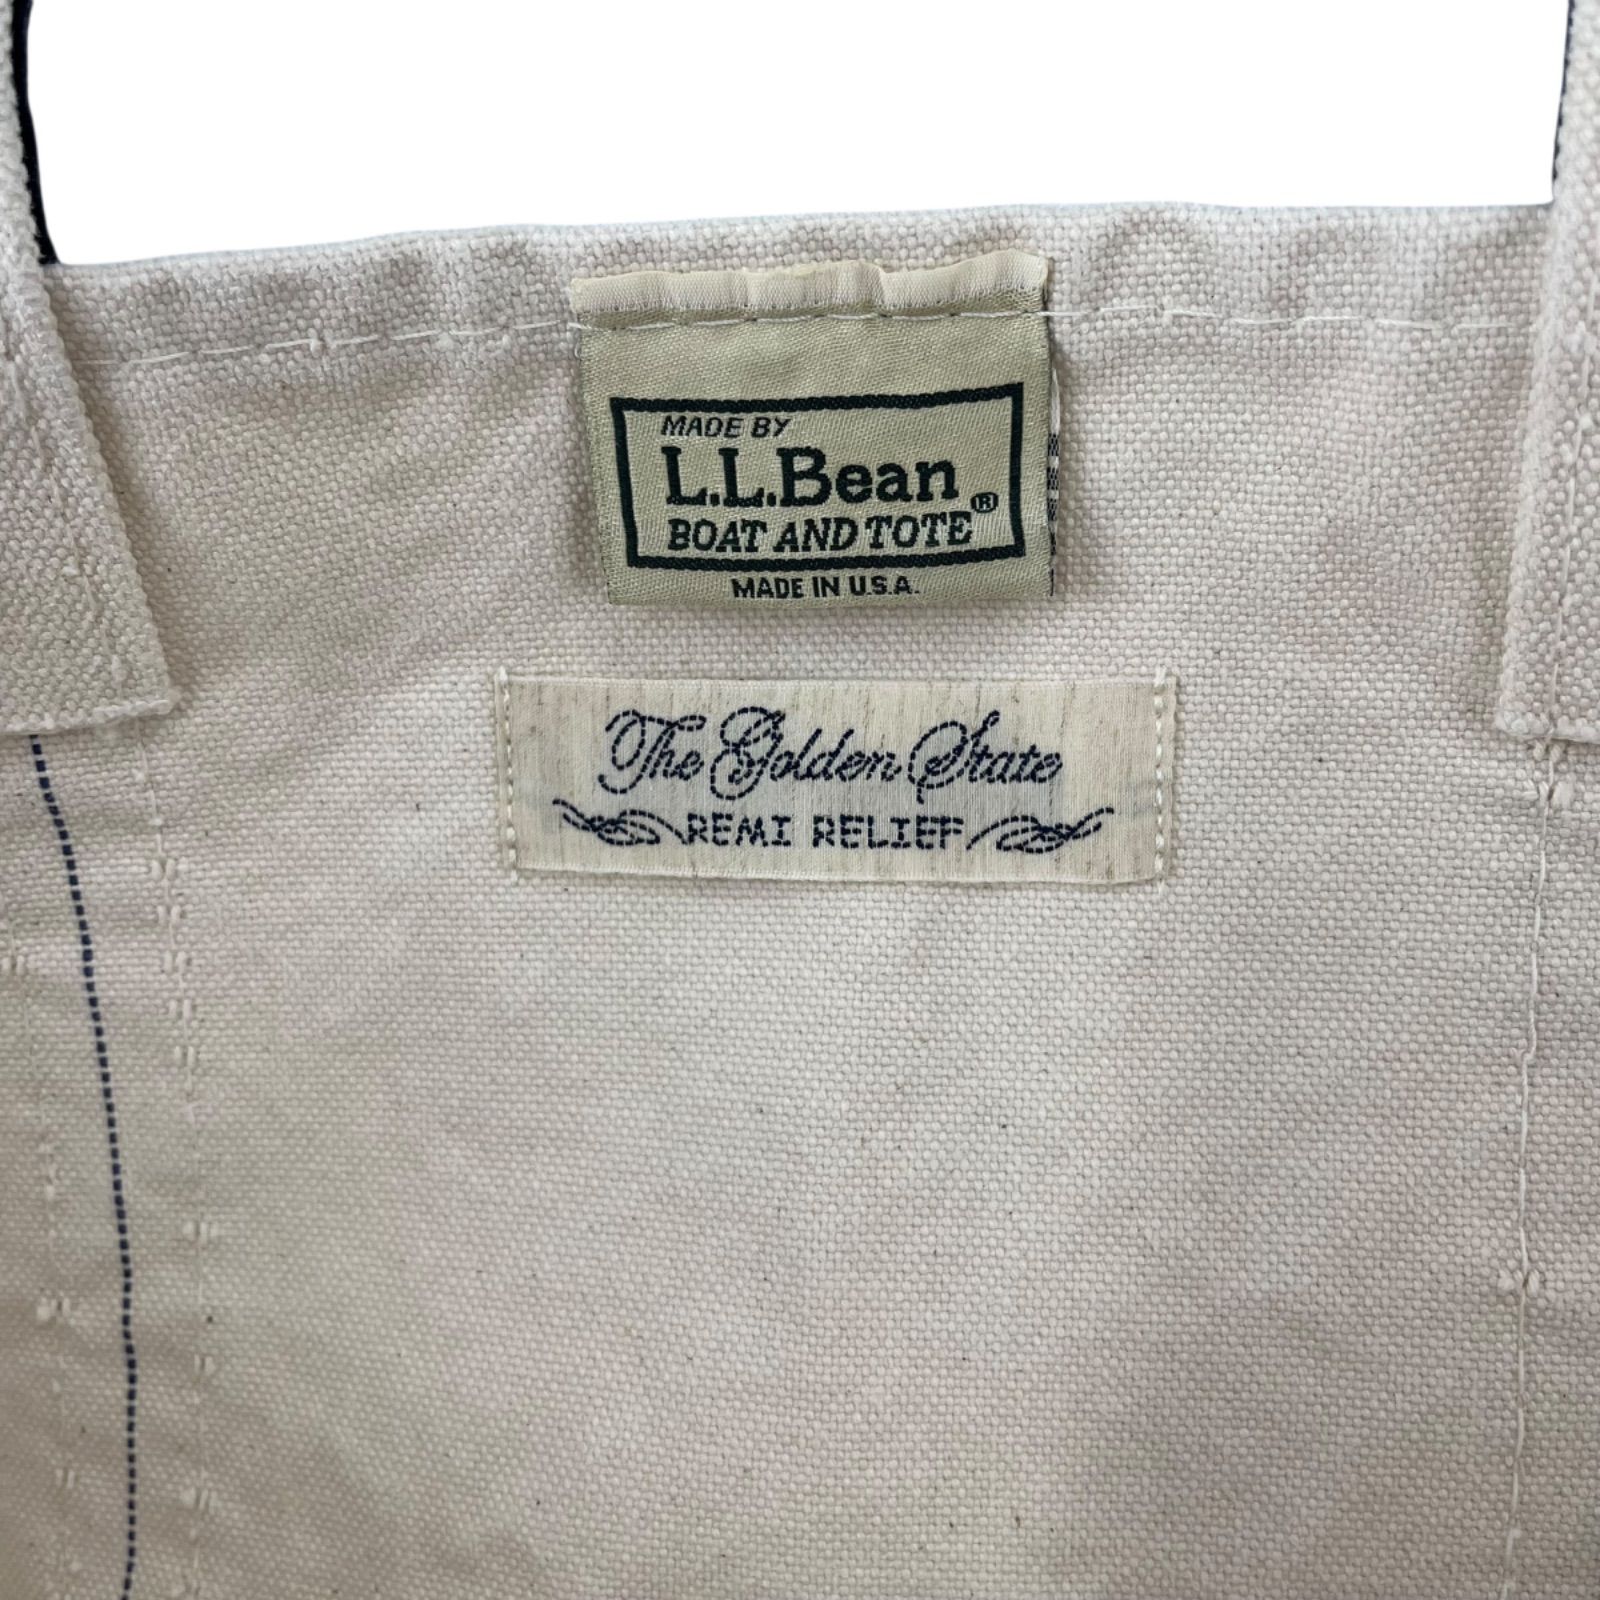 MADE BY
L.L.Bean
BOAT AND TOTE®
MADE IN U.S.A.
The Golden State
REMI RELIEF